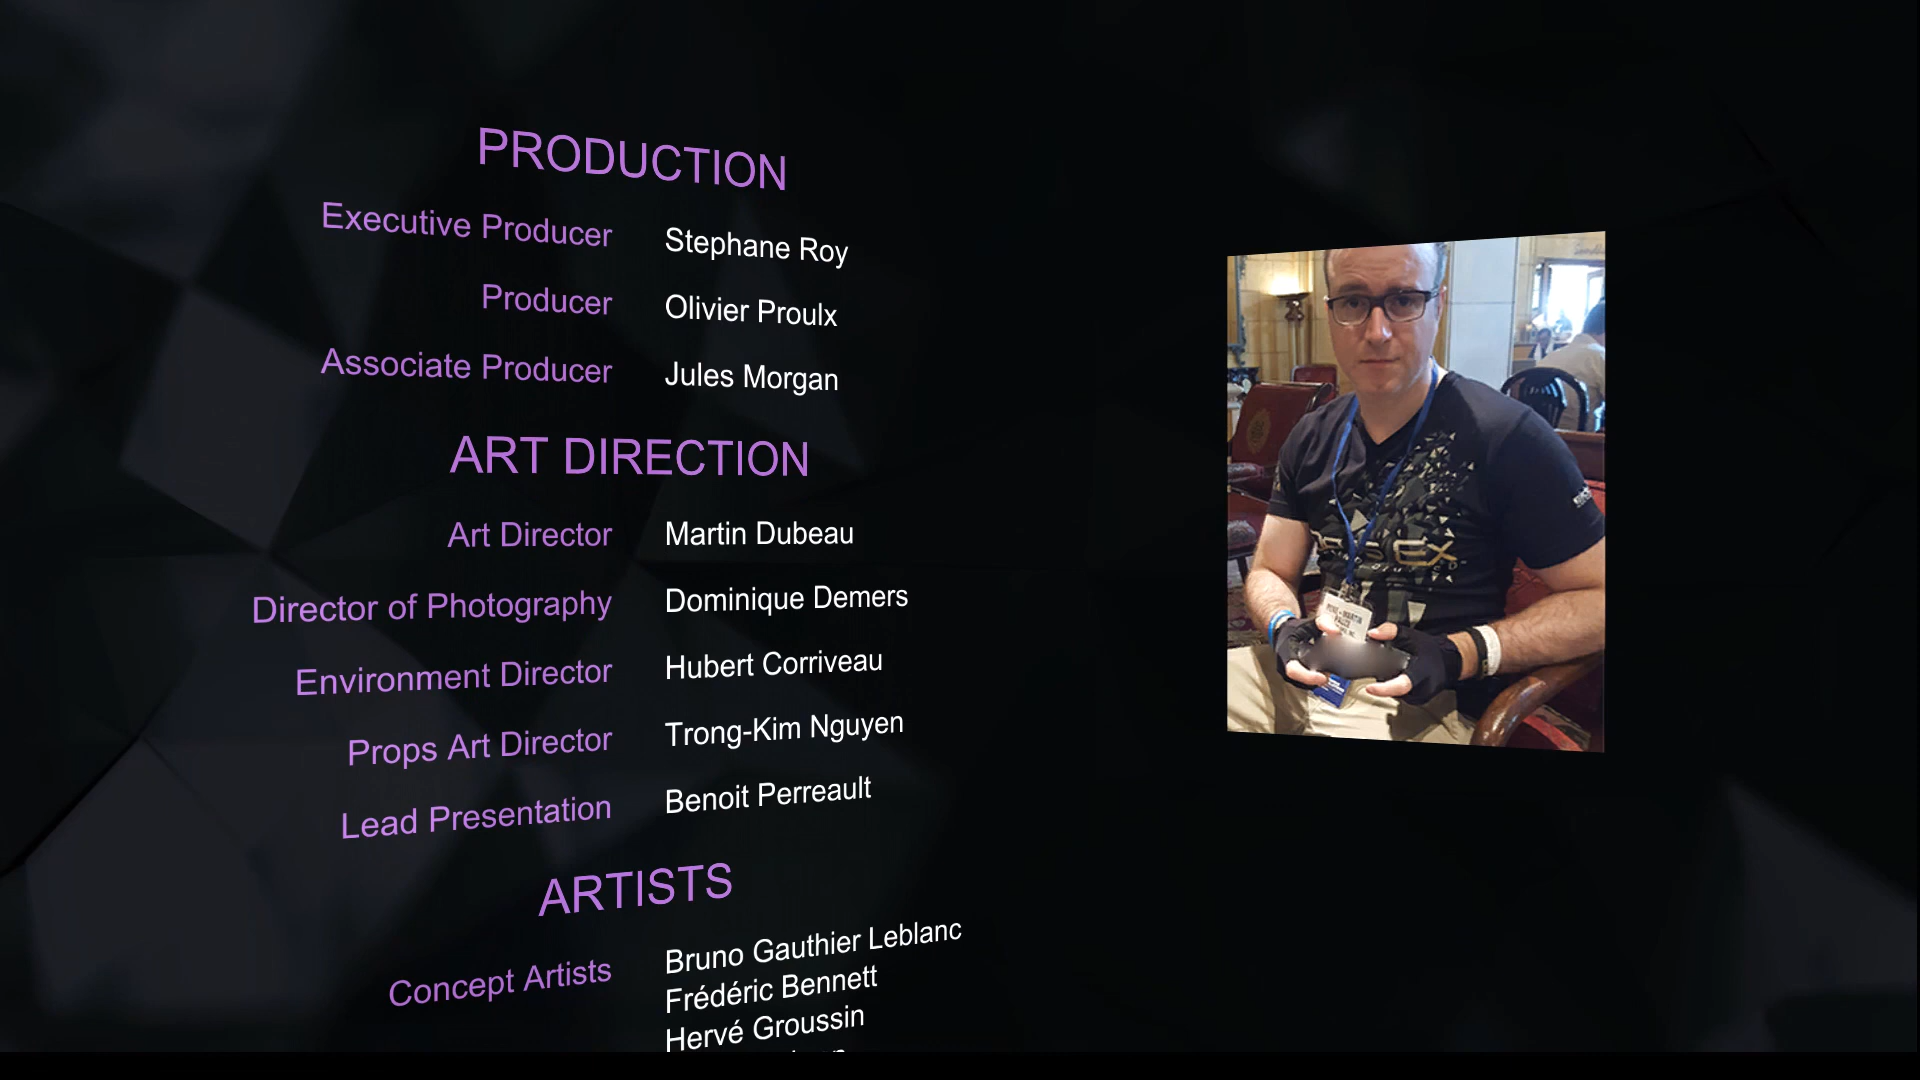 PRODUCTION
Executive Producer Stephane Roy
Producer Olivier Proulx
Associate Producer Jules Morgan
ART DIRECTION
Art Director Martin Dubeau
Director of Photography Dominique Demers
Environment Director Hubert Corriveau
Props Art Director Trong-Kim Nguyen
Lead Presentation Benoit Perreault
ARTISTS
Concept Artists Bruno Gauthier Leblanc
Frédéric Bennett
Hervé Groussin